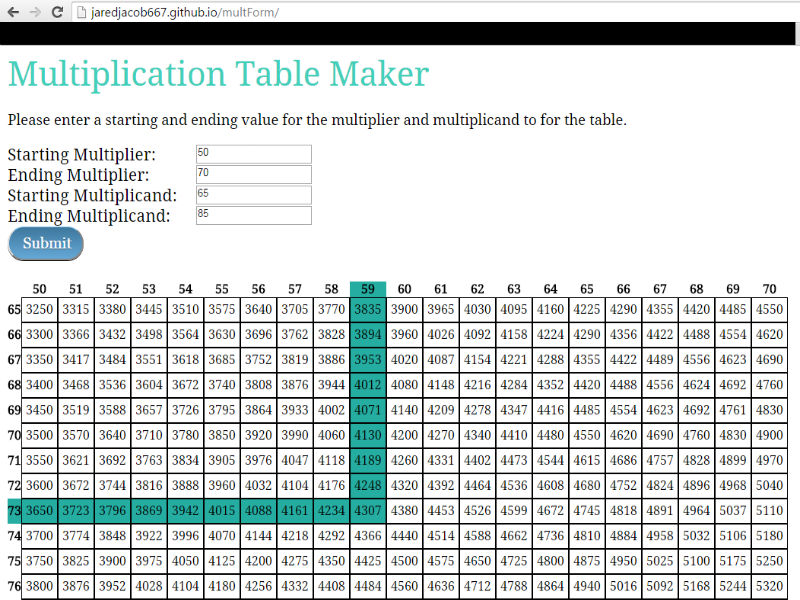 jaredjacob667.github.io/multForm/
Multiplication Table Maker
Please enter a starting and ending value for the multiplier and multiplicand to for the table.
Starting Multiplier: 50
Ending Multiplier: 70
Starting Multiplicand: 65
Ending Multiplicand: 85
Submit
50 51 52 53 54 55 56 57 58 59 60 61 62 63 64 65 66 67 68 69 70
65 3250 3315 3380 3445 3510 3575 3640 3705 3770 3835 3900 3965 4030 4095 4160 4225 4290 4355 4420 4485 4550
66 3300 3366 3432 3498 3564 3630 3696 3762 3828 3894 3960 4026 4092 4158 4224 4290 4356 4422 4488 4554 4620
67 3350 3417 3484 3551 3618 3685 3752 3819 3886 3953 4020 4087 4154 4221 4288 4355 4422 4489 4556 4623 4690
68 3400 3468 3536 3604 3672 3740 3808 3876 3944 4012 4080 4148 4216 4284 4352 4420 4488 4556 4624 4692 4760
69 3450 3519 3588 3657 3726 3795 3864 3933 4002 4071 4140 4209 4278 4347 4416 4485 4554 4623 4692 4761 4830
70 3500 3570 3640 3710 3780 3850 3920 3990 4060 4130 4200 4270 4340 4410 4480 4550 4620 4690 4760 4830 4900
71 3550 3621 3692 3763 3834 3905 3976 4047 4118 4189 4260 4331 4402 4473 4544 4615 4686 4757 4828 4899 4970
72 3600 3672 3744 3816 3888 3960 4032 4104 4176 4248 4320 4392 4464 4536 4608 4680 4752 4824 4896 4968 5040
73 3650 3723 3796 3869 3942 4015 4088 4161 4234 4307 4380 4453 4526 4599 4672 4745 4818 4891 4964 5037 5110
74 3700 3774 3848 3922 3996 4070 4144 4218 4292 4366 4440 4514 4588 4662 4736 4810 4884 4958 5032 5106 5180
75 3750 3825 3900 3975 4050 4125 4200 4275 4350 4425 4500 4575 4650 4725 4800 4875 4950 5025 5100 5175 5250
76 3800 3876 3952 4028 4104 4180 4256 4332 4408 4484 4560 4636 4712 4788 4864 4940 5016 5092 5168 5244 5320